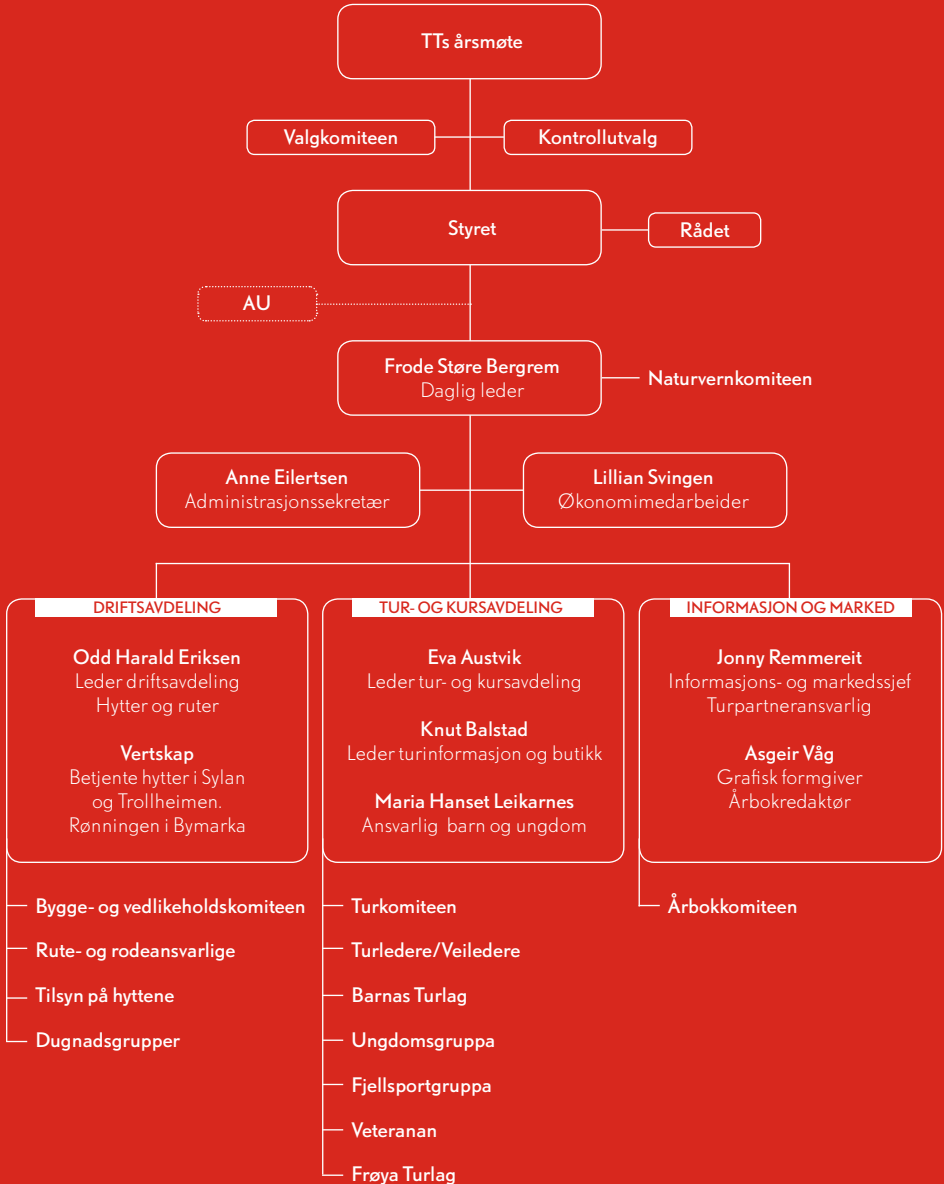 TTs årsmøte
Valgkomiteen
Kontrollutvalg
Styret
Rådet
AU
Frode Støre Bergrem
Daglig leder
Naturvernkomiteen
Anne Eilertsen
Administrasjonssekretær
Lillian Svingen
Økonomimedarbeider
DRIFTSAVDELING
Odd Harald Eriksen
Leder driftsavdeling
Hytter og ruter
Vertskap
Betjente hytter i Sylan
og Trollheimen.
Rønningen i Bymarka
Bygge- og vedlikeholdskomiteen
Rute- og rodeansvarlige
Tilsyn på hyttene
Dugnadsgrupper
TUR- OG KURSAVDELING
Eva Austvik
Leder tur- og kursavdeling
Knut Balstad
Leder turinformasjon og butikk
Maria Hanset Leikarnes
Ansvarlig barn og ungdom
Turkomiteen
Turledere/Veiledere
Barnas Turlag
Ungdomsgruppa
Fjellsportgruppa
Veteranan
Frøya Turlag
INFORMASJON OG MARKED
Jonny Remmereit
Informasjons- og markedssjef
Turpartneransvarlig
Asgeir Våg
Grafisk formgiver
Årbokredaktør
Årbokkomiteen